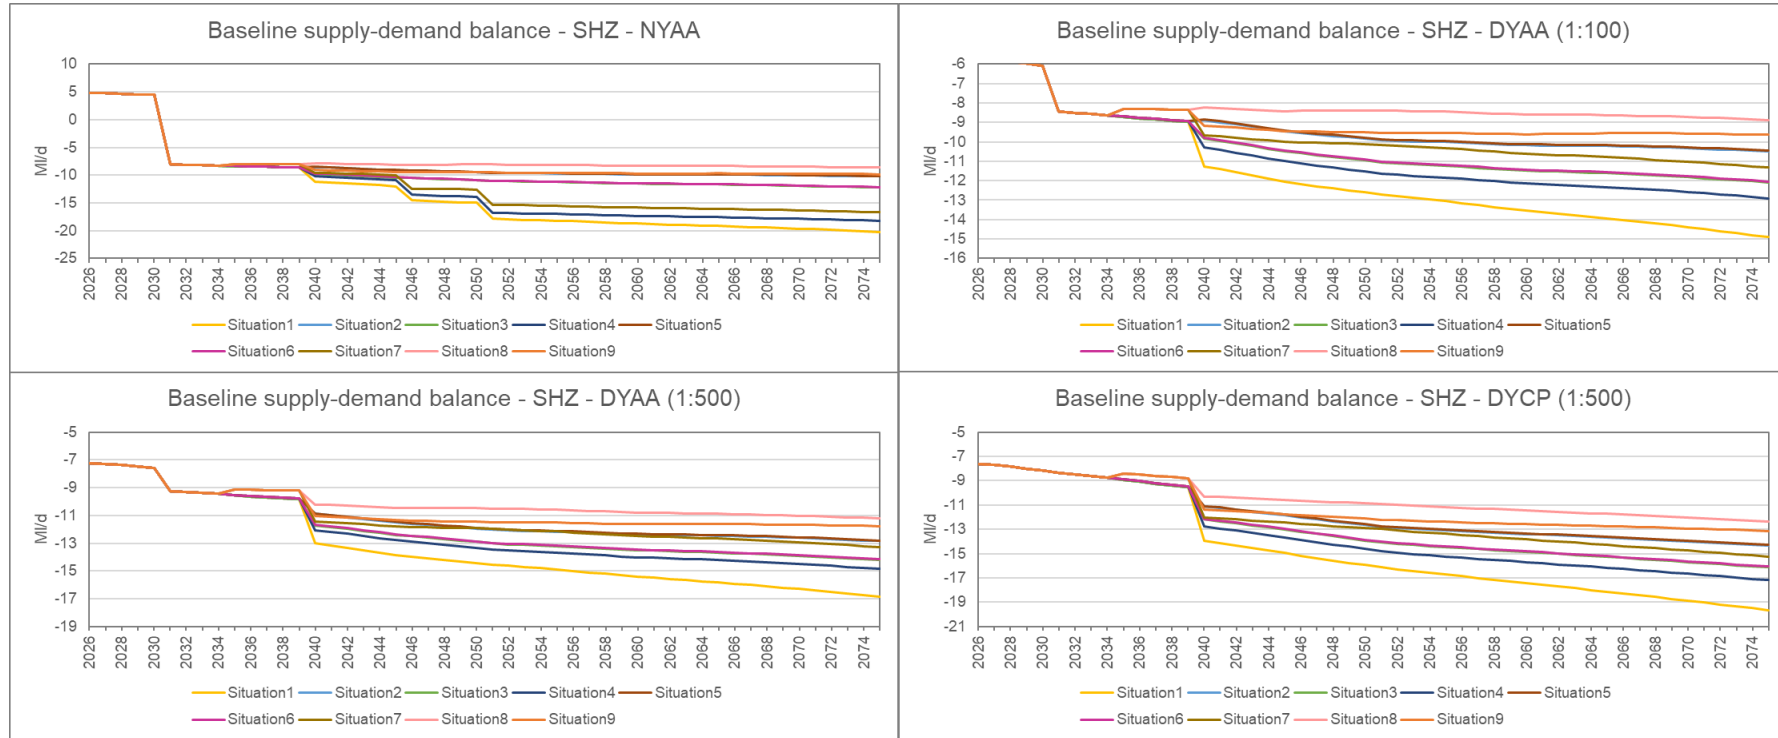 Baseline supply-demand balance - SHZ - NYAA
10
5
0
-5
-10
-15
-20
-25
Ml/d
2026 2028 2030 2032 2034 2036 2038 2040 2042 2044 2046 2048 2050 2052 2054 2056 2058 2060 2062 2064 2066 2068 2070 2072 2074
Situation1 Situation2 Situation3 Situation4 Situation5
Situation6 Situation7 Situation8 Situation9
Baseline supply-demand balance - SHZ - DYAA (1:100)
-6
-7
-8
-9
-10
-11
-12
-13
-14
-15
-16
Ml/d
2026 2028 2030 2032 2034 2036 2038 2040 2042 2044 2046 2048 2050 2052 2054 2056 2058 2060 2062 2064 2066 2068 2070 2072 2074
Situation1 Situation2 Situation3 Situation4 Situation5
Situation6 Situation7 Situation8 Situation9
Baseline supply-demand balance - SHZ - DYAA (1:500)
-5
-7
-9
-11
-13
-15
-17
-19
Ml/d
2026 2028 2030 2032 2034 2036 2038 2040 2042 2044 2046 2048 2050 2052 2054 2056 2058 2060 2062 2064 2066 2068 2070 2072 2074
Situation1 Situation2 Situation3 Situation4 Situation5
Situation6 Situation7 Situation8 Situation9
Baseline supply-demand balance - SHZ - DYCP (1:500)
-5
-7
-9
-11
-13
-15
-17
-19
-21
Ml/d
2026 2028 2030 2032 2034 2036 2038 2040 2042 2044 2046 2048 2050 2052 2054 2056 2058 2060 2062 2064 2066 2068 2070 2072 2074
Situation1 Situation2 Situation3 Situation4 Situation5
Situation6 Situation7 Situation8 Situation9